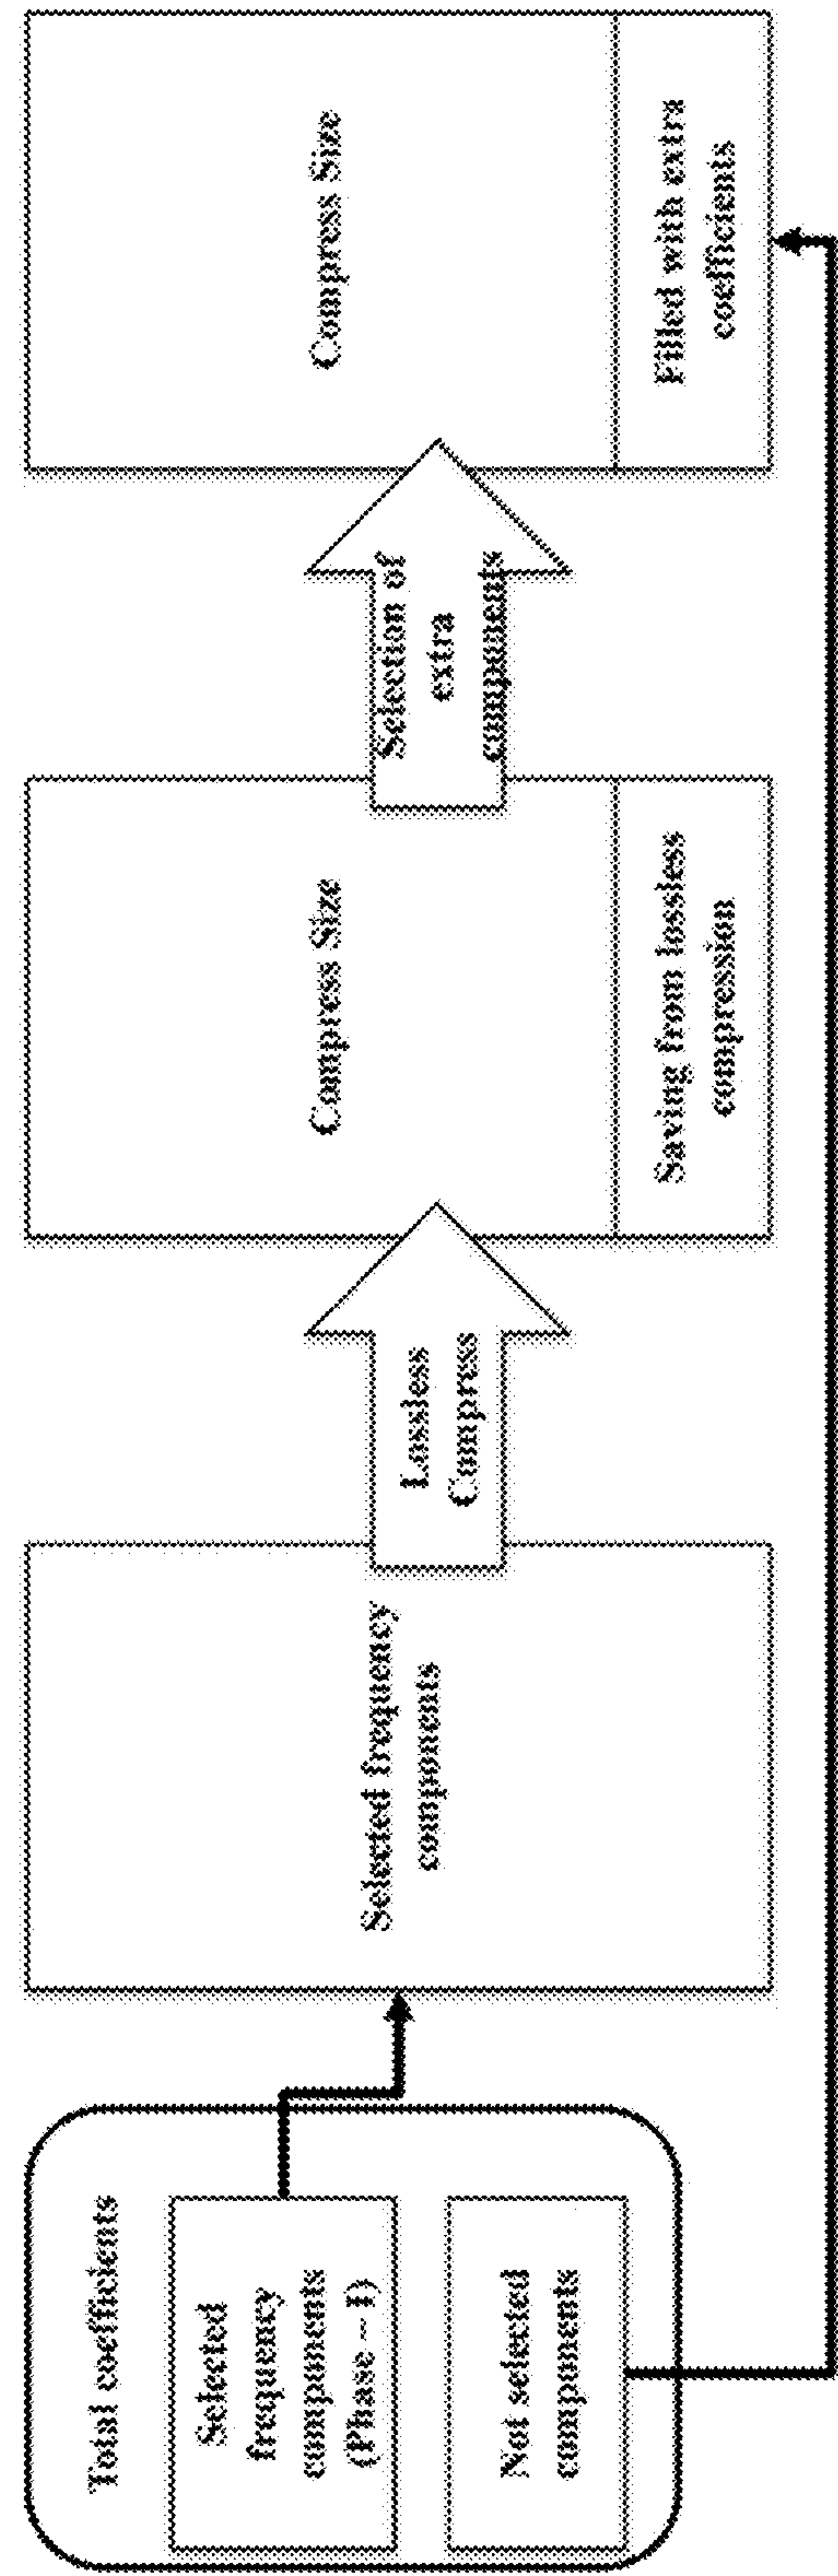 Total coefficients
Selected
frequency
components
(Phase – I)
Not selected
components
Selected frequency
components
Lossless
Compress
Compress Size
Saving from lossless
compression
Selection of
extra
components
Compress Size
Filled with extra
coefficients